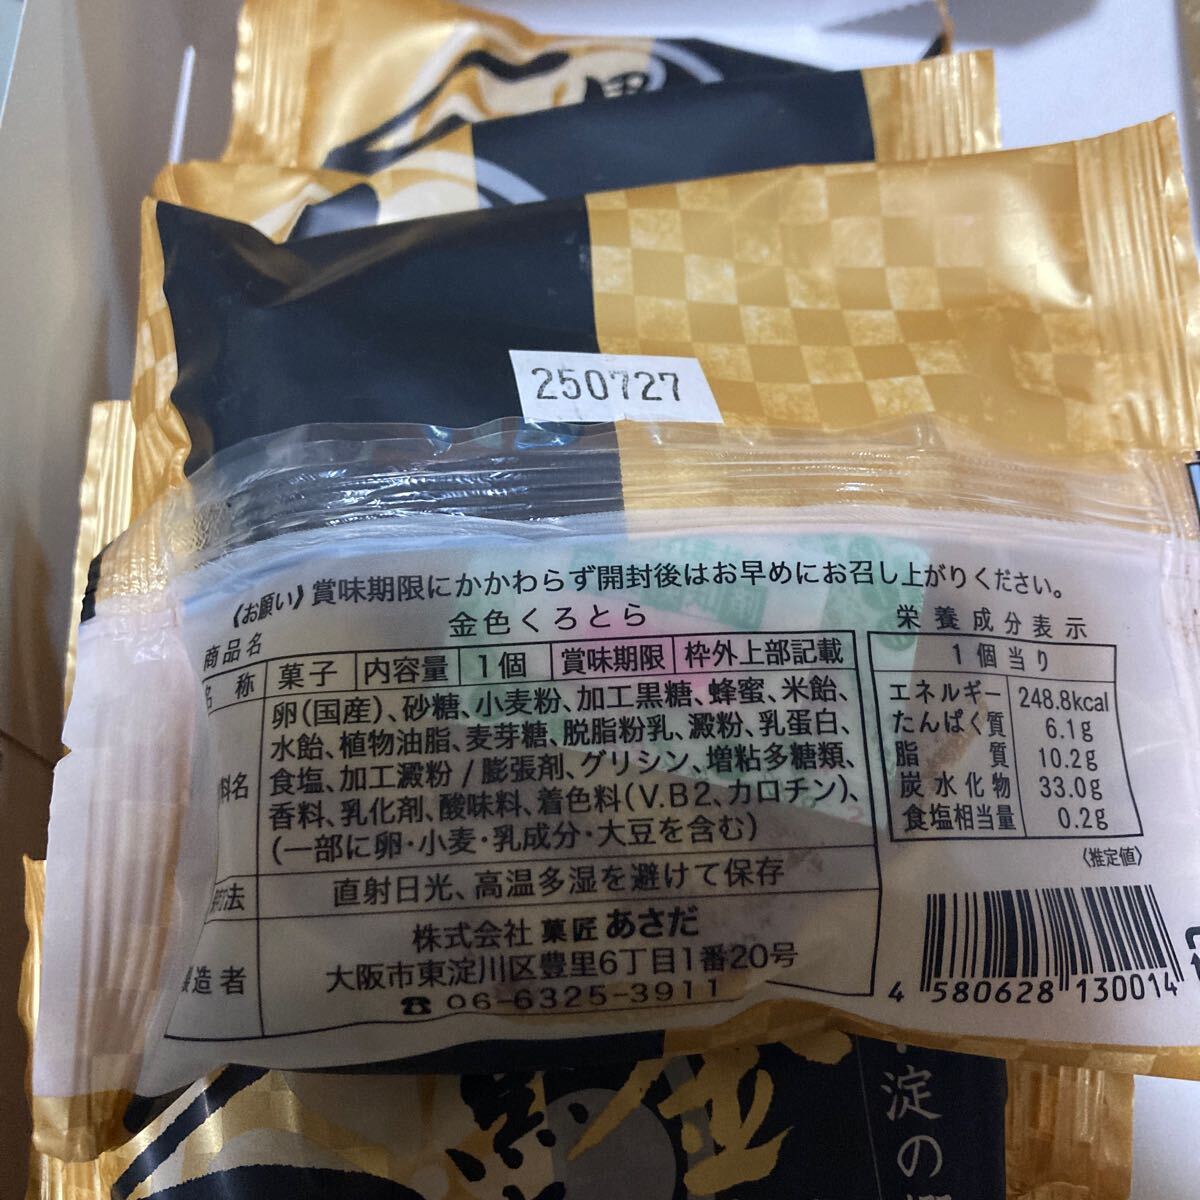 250727
《お願い》賞味期限にかかわらず開封後はお早めにお召し上がりください。
商品名 金色くろとら
名称 菓子 内容量 1個 賞味期限 枠外上部記載
料名 卵(国産)、砂糖、小麦粉、加工黒糖、蜂蜜、米飴、
水飴、植物油脂、麦芽糖、脱脂粉乳、澱粉、乳蛋白、
食塩、加工澱粉/膨張剤、グリシン、増粘多糖類、
香料、乳化剤、酸味料、着色料(V.B2、カロチン)、
(一部に卵・小麦・乳成分・大豆を含む)
法 直射日光、高温多湿を避けて保存
造者 株式会社 菓匠 あさだ
大阪市東淀川区豊里6丁目1番20号
☎ 06-6325-3911
栄養成分表示
1個当り
エネルギー 248.8kcal
たんぱく質 6.1g
脂質 10.2g
炭水化物 33.0g
食塩相当量 0.2g
〈推定値〉
4 580628 130014
淀の